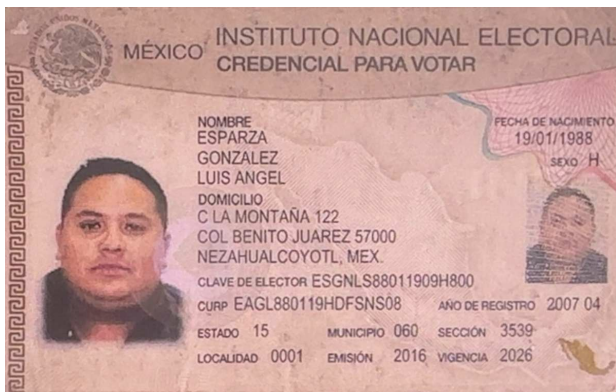 MÉXICO
INSTITUTO NACIONAL ELECTORAL
CREDENCIAL PARA VOTAR
NOMBRE
ESPARZA
GONZALEZ
LUIS ANGEL
FECHA DE NACIMIENTO
19/01/1988
SEXO H
DOMICILIO
C LA MONTAÑA 122
COL BENITO JUAREZ 57000
NEZAHUALCOYOTL, MEX.
CLAVE DE ELECTOR ESGNLS88011909H800
CURP EAGL880119HDFSNS08 AÑO DE REGISTRO 2007 04
ESTADO 15 MUNICIPIO 060 SECCIÓN 3539
LOCALIDAD 0001 EMISIÓN 2016 VIGENCIA 2026